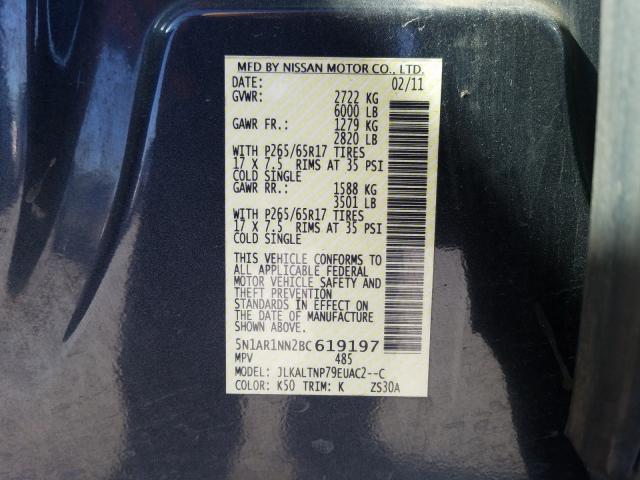 MFD BY NISSAN MOTOR CO., LTD.
DATE: 02/11
GVWR: 2722 KG
6000 LB
GAWR FR.: 1279 KG
2820 LB
WITH P265/65R17 TIRES
17 X 7.5 RIMS AT 35 PSI
COLD SINGLE
GAWR RR.: 1588 KG
3501 LB
WITH P265/65R17 TIRES
17 X 7.5 RIMS AT 35 PSI
COLD SINGLE
THIS VEHICLE CONFORMS TO
ALL APPLICABLE FEDERAL
MOTOR VEHICLE SAFETY AND
THEFT PREVENTION
STANDARDS IN EFFECT ON
THE DATE OF MANUFACTURE
SHOWN ABOVE.
5N1AR1NN2BC619197
MPV 485
MODEL: JLKALTNP79EUAC2--C
COLOR: K50 TRIM: K ZS30A